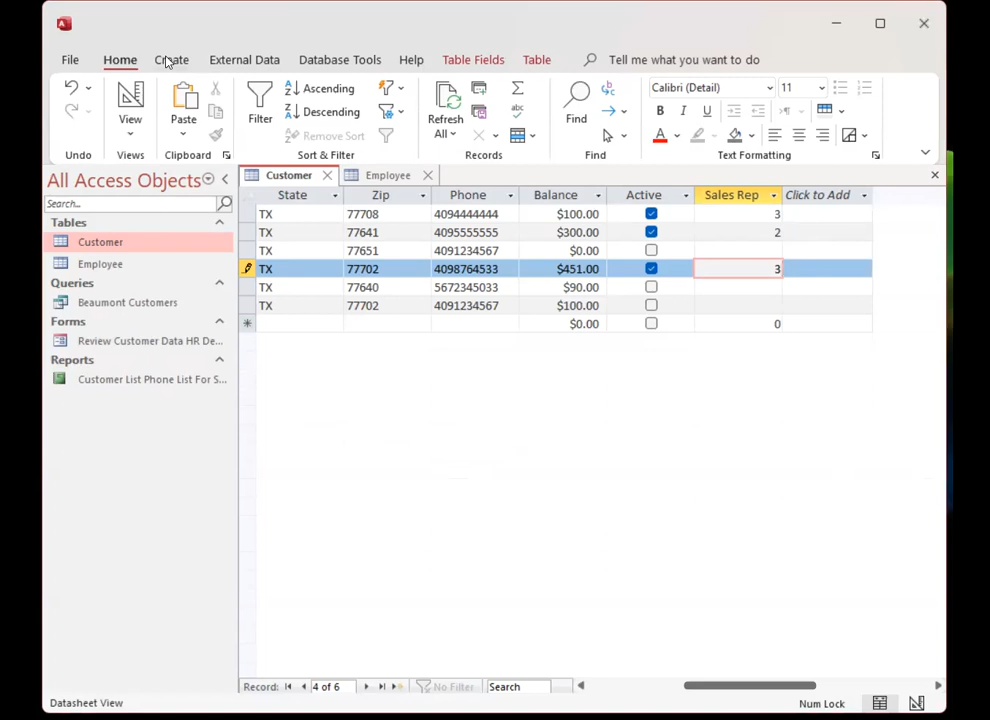 File Home Create External Data Database Tools Help Table Fields Table Tell me what you want to do
View Paste Filter Ascending Descending Remove Sort Refresh All Find Calibri (Detail) 11
B I U A
Undo Views Clipboard Sort & Filter Records Find Text Formatting
All Access Objects
Search...
Tables
Customer
Employee
Queries
Beaumont Customers
Forms
Review Customer Data HR De...
Reports
Customer List Phone List For S...
Customer Employee
State Zip Phone Balance Active Sales Rep Click to Add
TX 77708 4094444444 $100.00 3
TX 77641 4095555555 $300.00 2
TX 77651 4091234567 $0.00
TX 77702 4098764533 $451.00 3
TX 77640 5672345033 $90.00
TX 77702 4091234567 $100.00
$0.00 0
Record: 4 of 6 No Filter Search
Datasheet View Num Lock